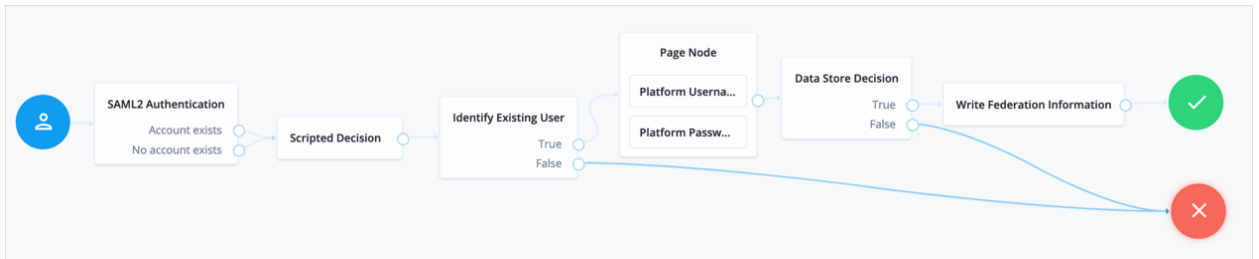 SAML2 Authentication
Account exists
No account exists
Scripted Decision
Identify Existing User
True
False
Page Node
Platform Userna...
Platform Passw...
Data Store Decision
True
False
Write Federation Information